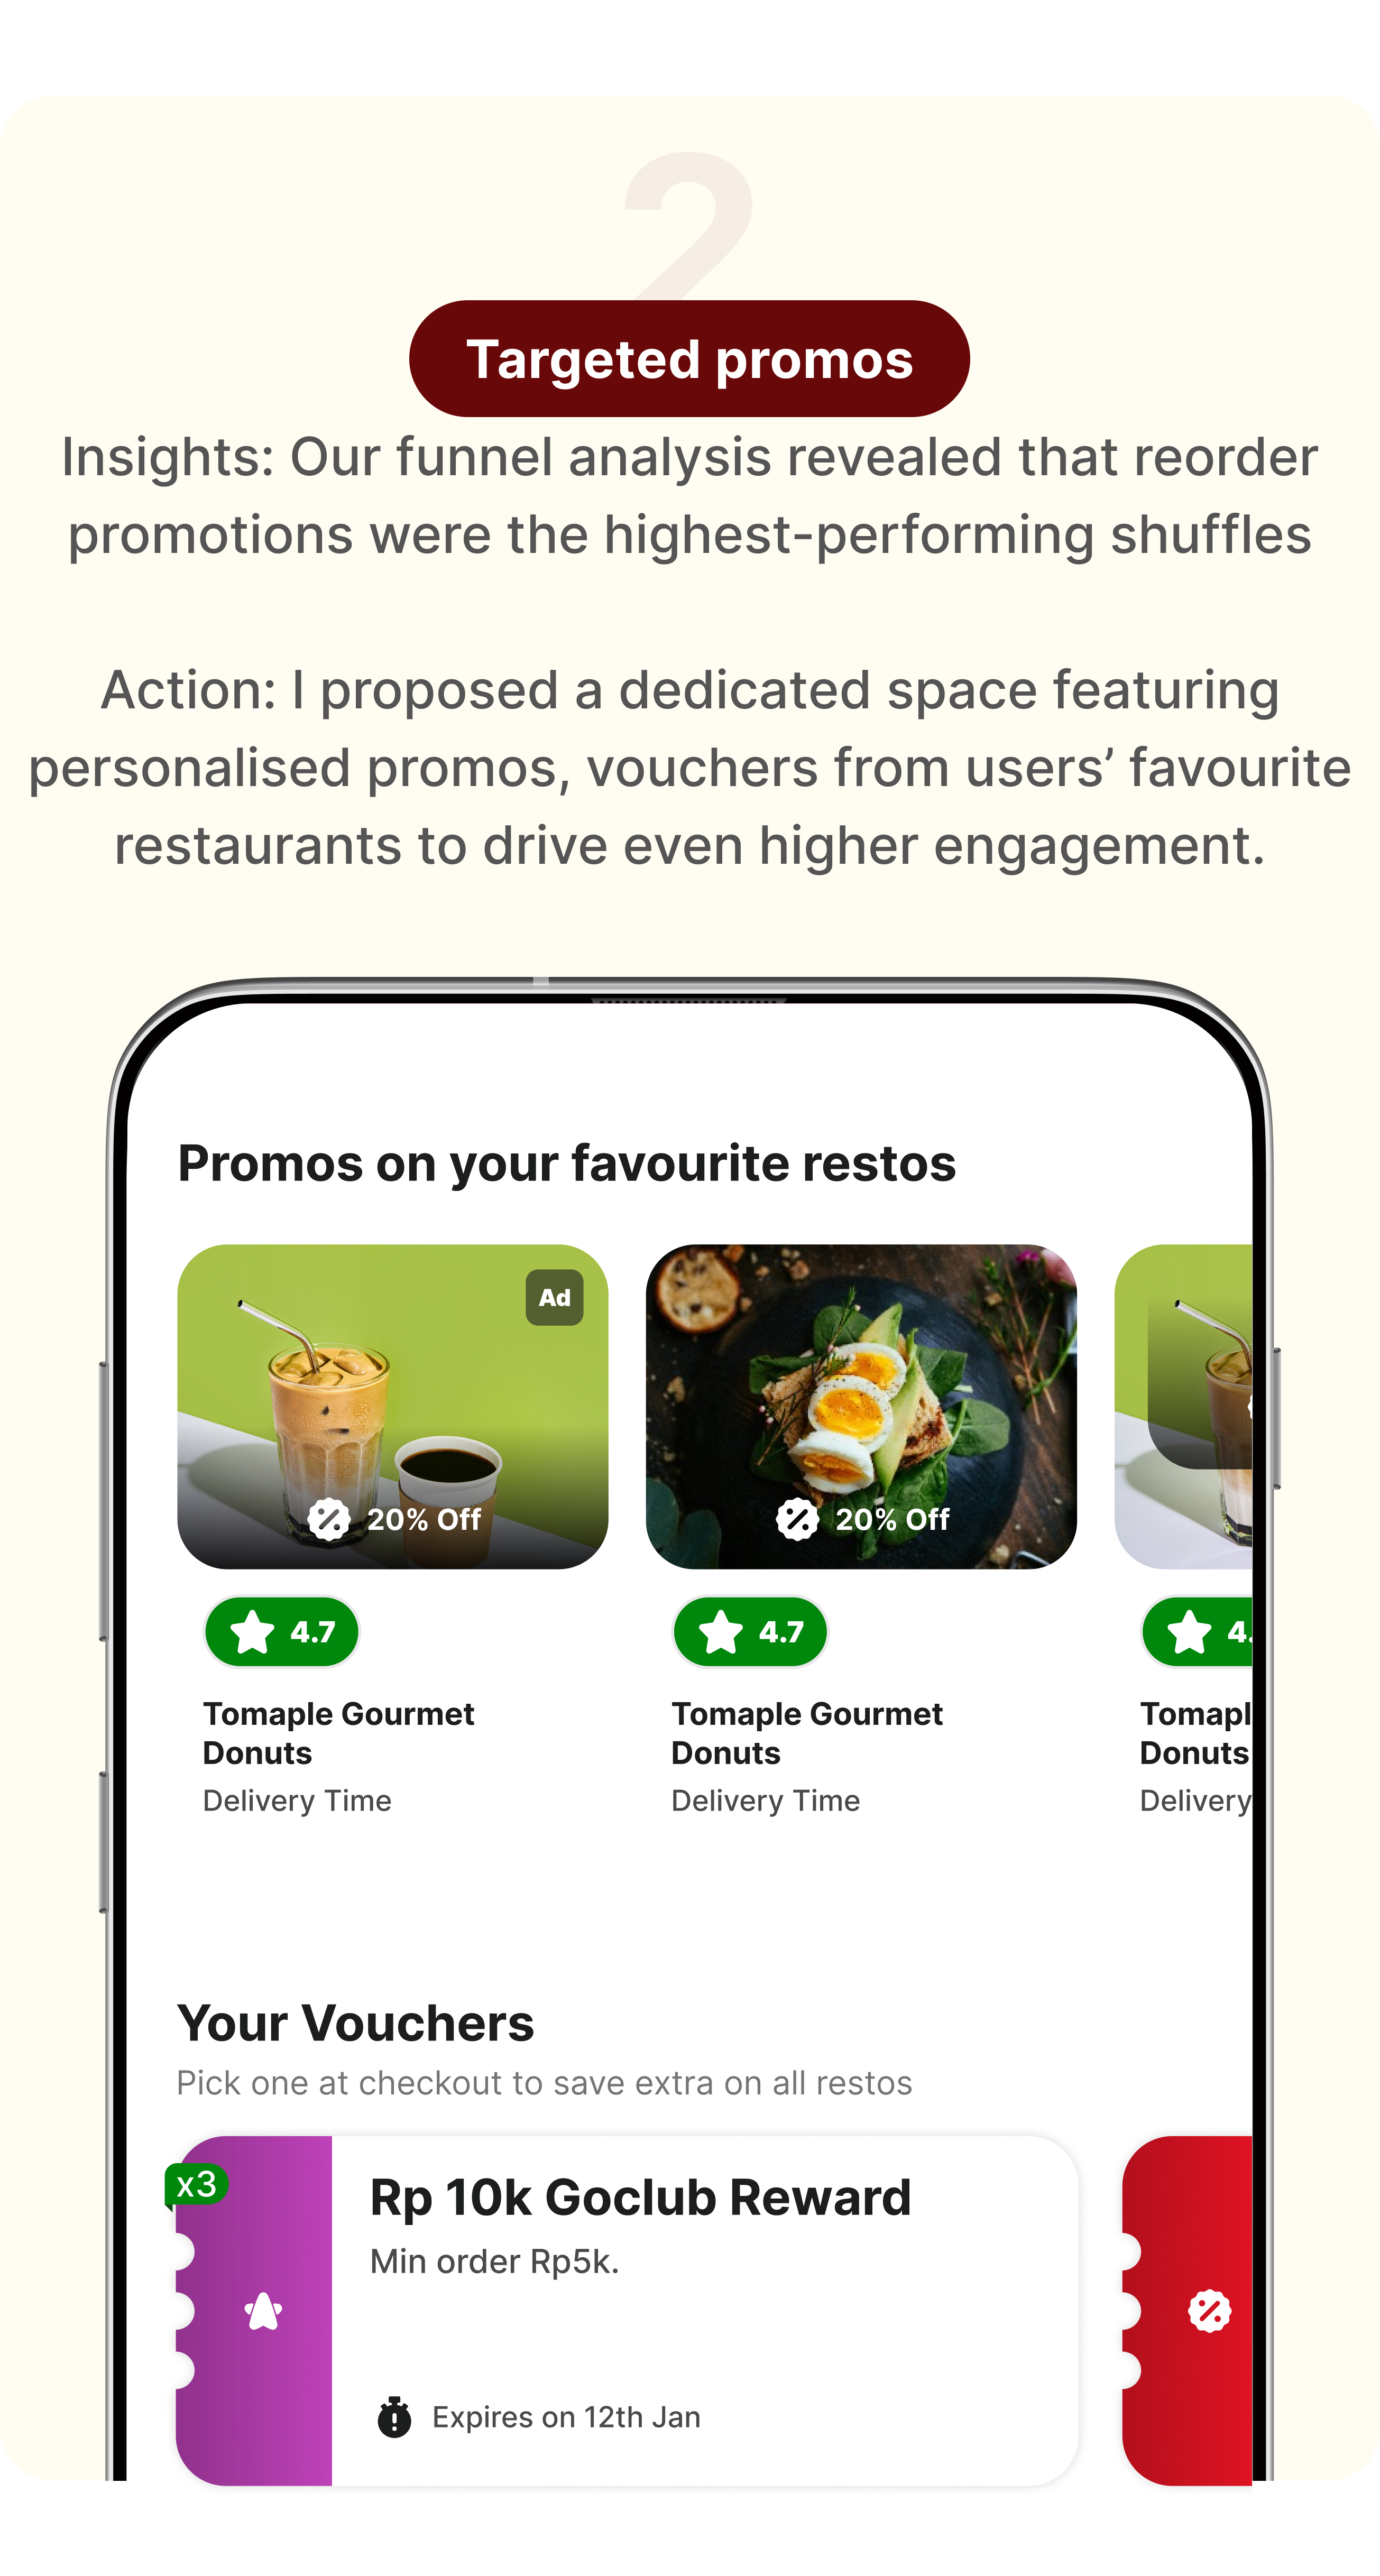 2
Targeted promos
Insights: Our funnel analysis revealed that reorder
promotions were the highest-performing shuffles
Action: I proposed a dedicated space featuring
personalised promos, vouchers from users’ favourite
restaurants to drive even higher engagement.
Promos on your favourite restos
Ad
20% Off
20% Off
4.7
4.7
4.
Tomaple Gourmet
Donuts
Delivery Time
Tomaple Gourmet
Donuts
Delivery Time
Tomapl
Donuts
Delivery
Your Vouchers
Pick one at checkout to save extra on all restos
x3
Rp 10k Goclub Reward
Min order Rp5k.
Expires on 12th Jan